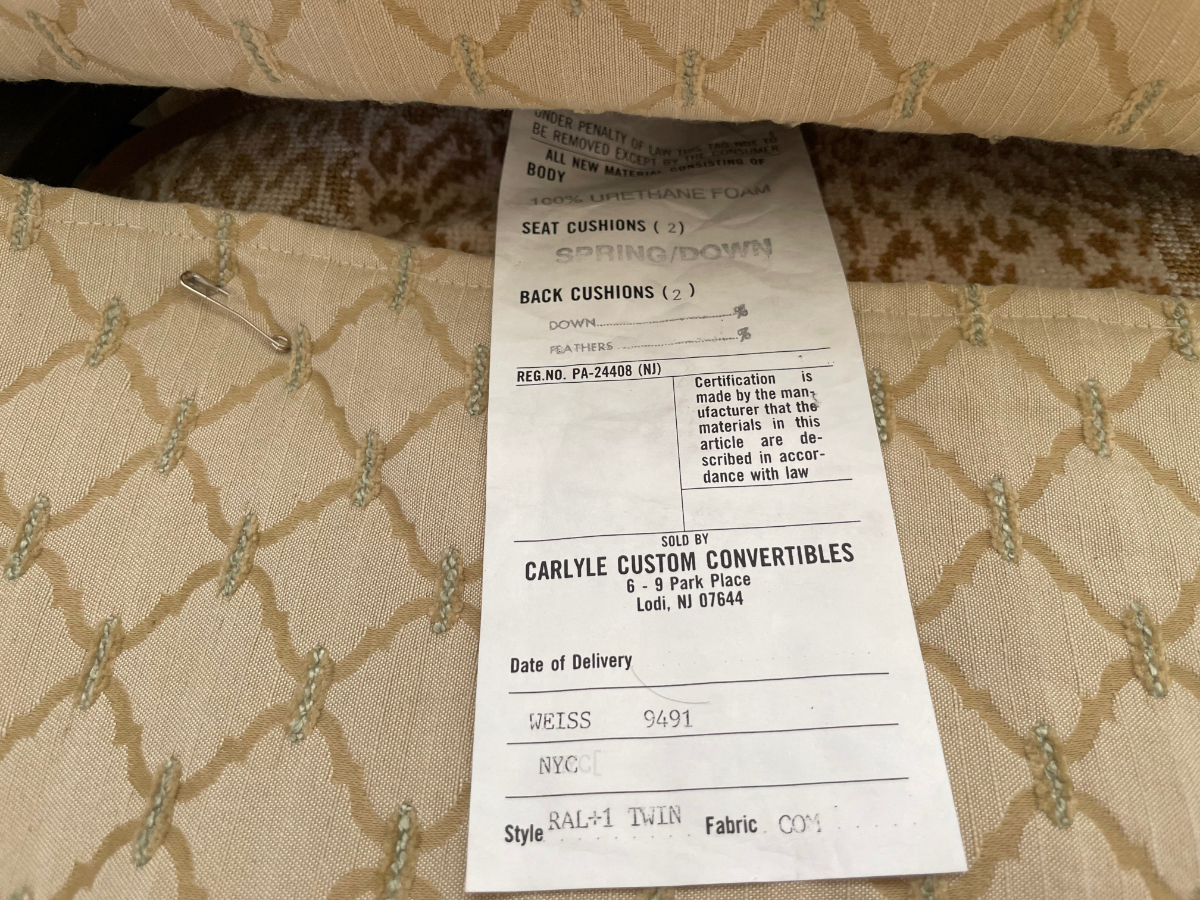 UNDER PENALTY OF LAW THIS TAG NOT TO
BE REMOVED EXCEPT BY THE CONSUMER
ALL NEW MATERIAL CONSISTING OF
BODY
100% URETHANE FOAM
SEAT CUSHIONS ( 2 )
SPRING/DOWN
BACK CUSHIONS ( 2 )
DOWN..............................%
FEATHERS ..........................%
REG.NO. PA-24408 (NJ)
Certification is
made by the man-
ufacturer that the
materials in this
article are de-
scribed in accor-
dance with law
SOLD BY
CARLYLE CUSTOM CONVERTIBLES
6 - 9 Park Place
Lodi, NJ 07644
Date of Delivery
WEISS 9491
NYC
Style RAL÷1 TWIN Fabric COM